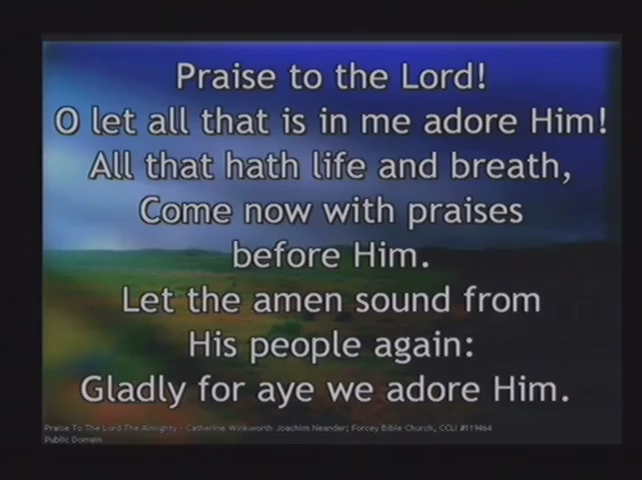 Praise to the Lord!
O let all that is in me adore Him!
All that hath life and breath,
Come now with praises
before Him.
Let the amen sound from
His people again:
Gladly for aye we adore Him.
Praise To The Lord The Almighty - Catherine Winkworth Joachim Neander; Forcey Bible Church, CCLI #119464
Public Domain